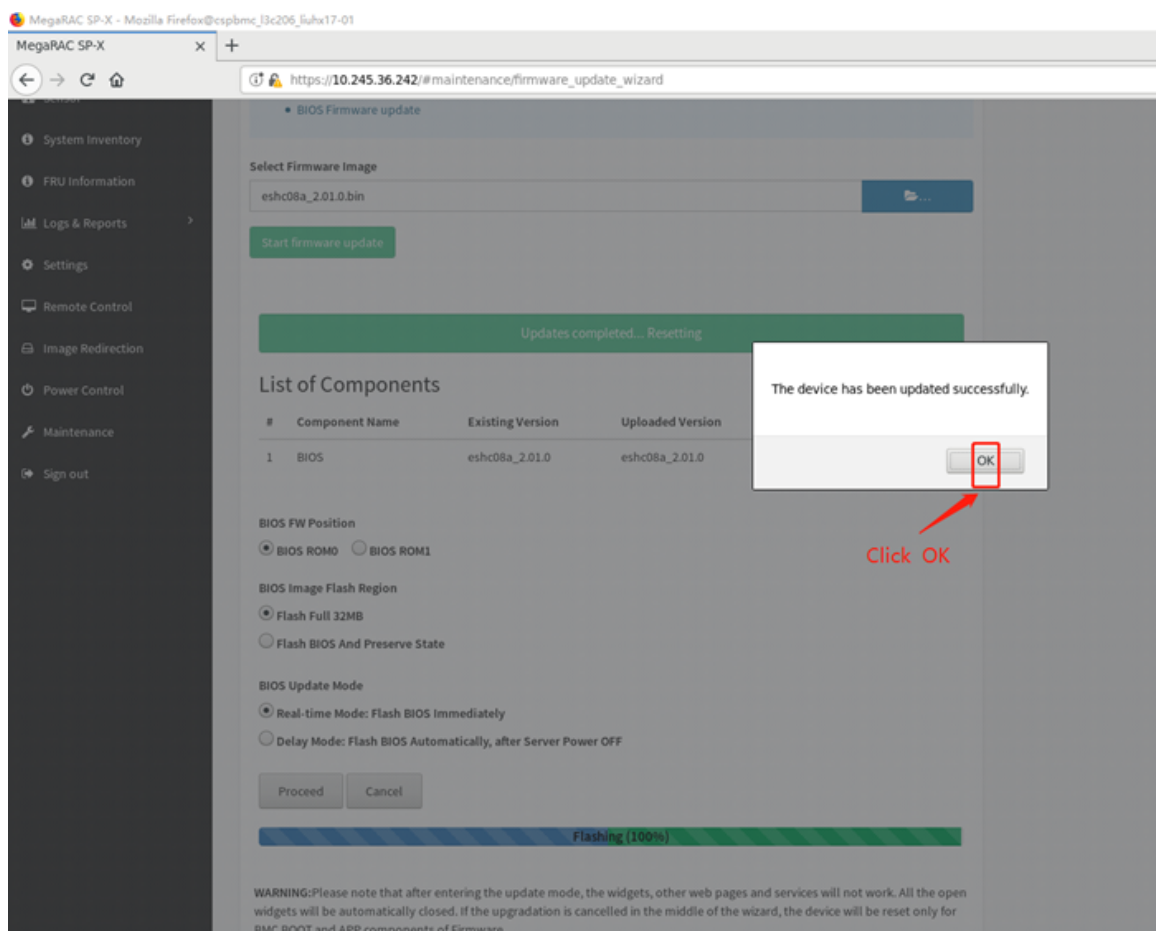 MegaRAC SP-X - Mozilla Firefox@cspbmc_l3c206_liuhx17-01
MegaRAC SP-X
https://10.245.36.242/#maintenance/firmware_update_wizard
Sensor
System Inventory
FRU Information
Logs & Reports
Settings
Remote Control
Image Redirection
Power Control
Maintenance
Sign out
BIOS Firmware update
Select Firmware Image
eshc08a_2.01.0.bin
...
Start firmware update
Updates completed... Resetting
List of Components
# Component Name Existing Version Uploaded Version
1 BIOS eshc08a_2.01.0 eshc08a_2.01.0
The device has been updated successfully.
OK
Click OK
BIOS FW Position
BIOS ROM0 BIOS ROM1
BIOS Image Flash Region
Flash Full 32MB
Flash BIOS And Preserve State
BIOS Update Mode
Real-time Mode: Flash BIOS Immediately
Delay Mode: Flash BIOS Automatically, after Server Power OFF
Proceed Cancel
Flashing (100%)
WARNING:Please note that after entering the update mode, the widgets, other web pages and services will not work. All the open
widgets will be automatically closed. If the upgradation is cancelled in the middle of the wizard, the device will be reset only for
BMC BOOT and APP components of Firmware.